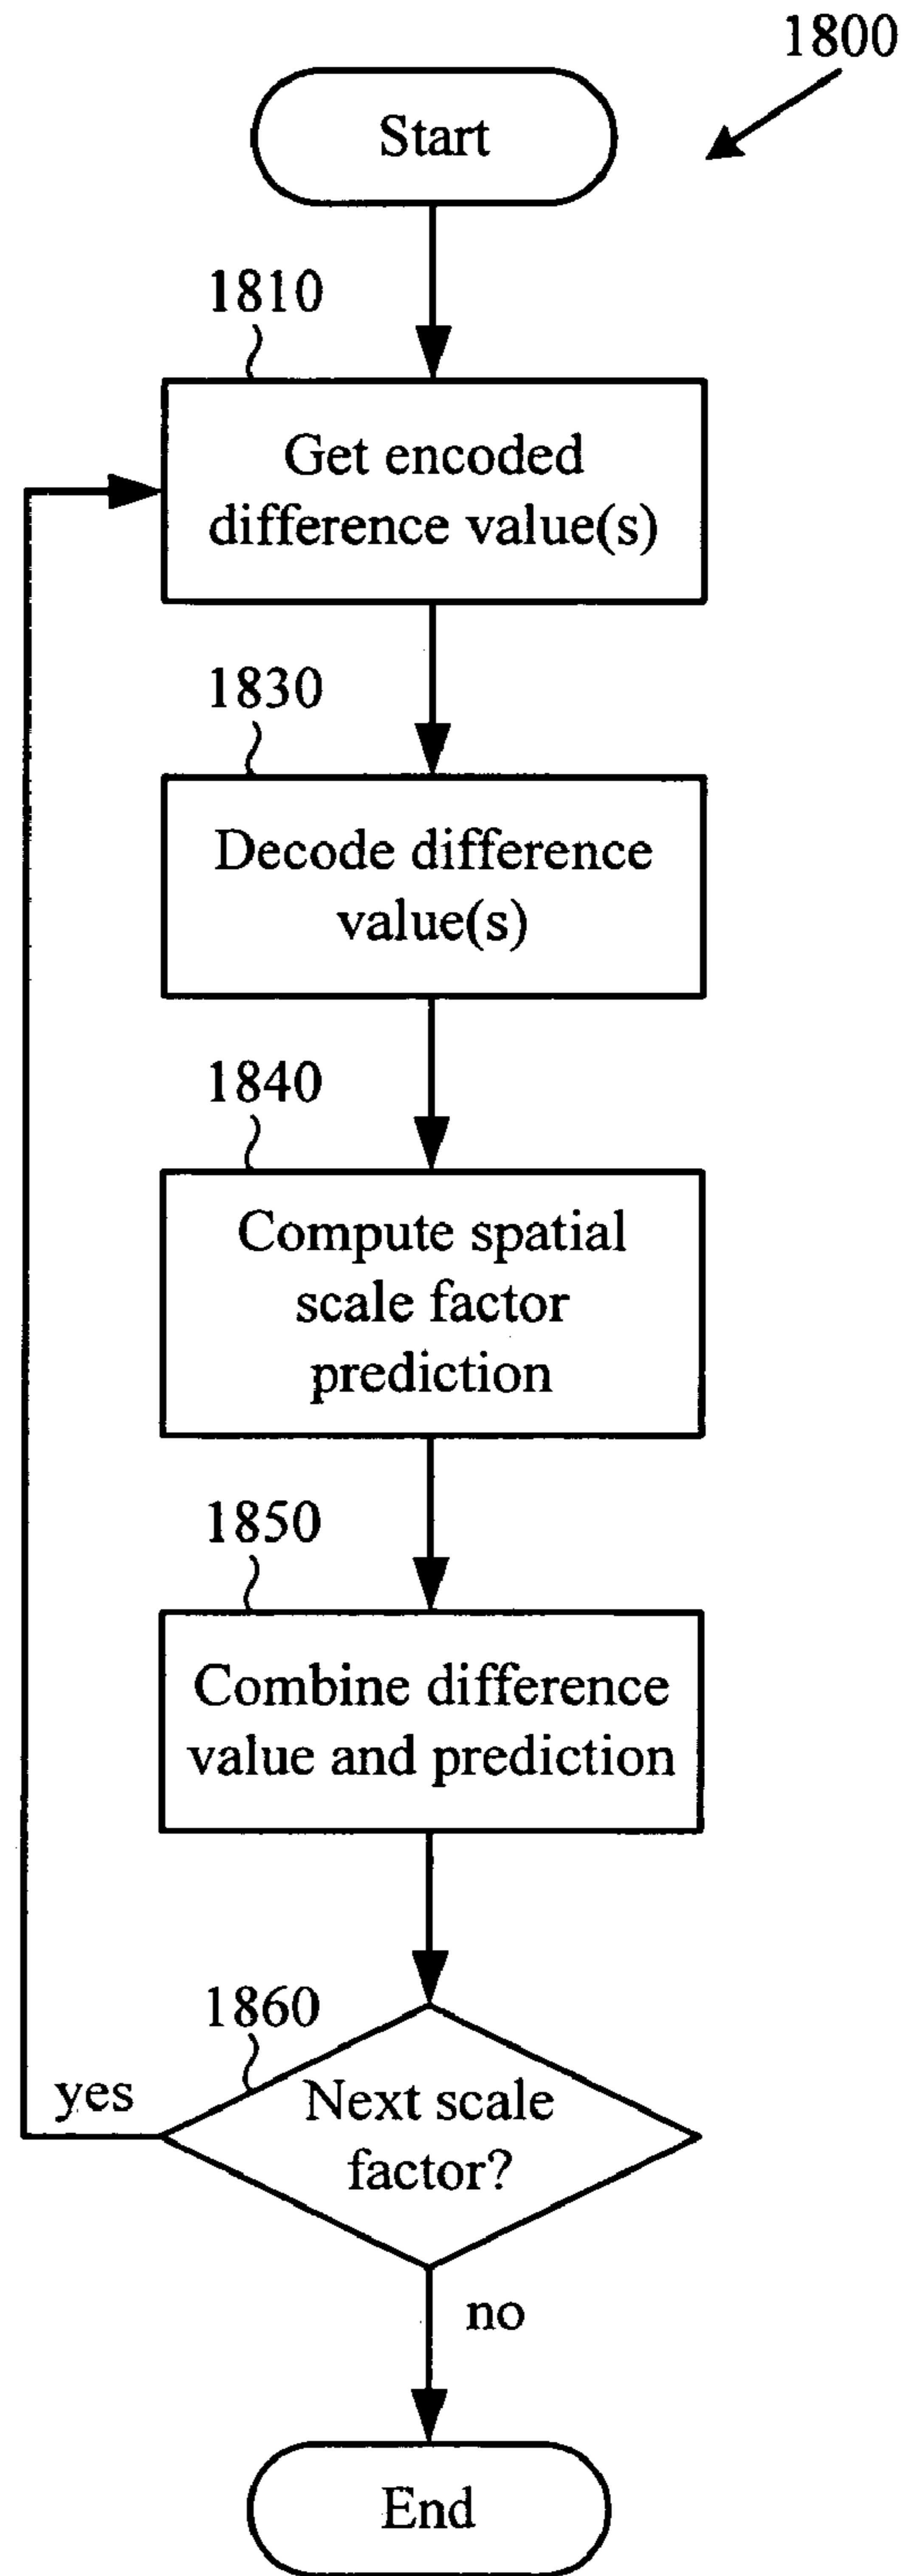 1800
Start
1810
Get encoded
difference value(s)
1830
Decode difference
value(s)
1840
Compute spatial
scale factor
prediction
1850
Combine difference
value and prediction
1860
yes
Next scale
factor?
no
End